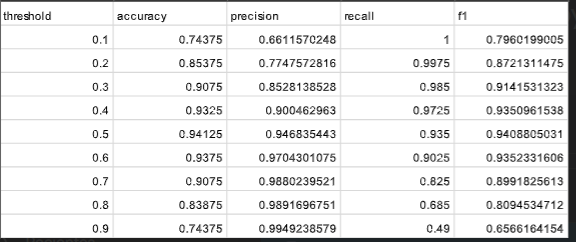 threshold accuracy precision recall f1
0.1 0.74375 0.6611570248 1 0.7960199005
0.2 0.85375 0.7747572816 0.9975 0.8721311475
0.3 0.9075 0.8528138528 0.985 0.9141531323
0.4 0.9325 0.900462963 0.9725 0.9350961538
0.5 0.94125 0.946835443 0.935 0.9408805031
0.6 0.9375 0.9704301075 0.9025 0.9352331606
0.7 0.9075 0.9880239521 0.825 0.8991825613
0.8 0.83875 0.9891696751 0.685 0.8094534712
0.9 0.74375 0.9949238579 0.49 0.6566164154